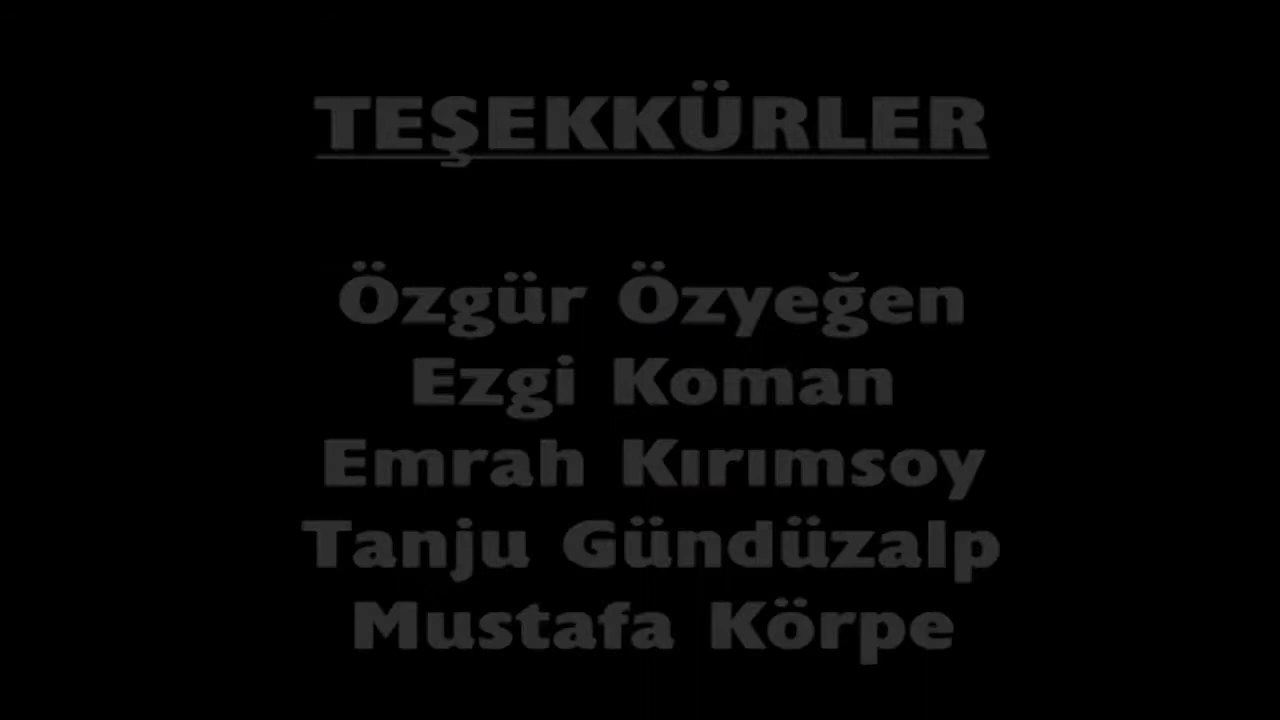 TEŞEKKÜRLER
Özgür Özyeğen
Ezgi Koman
Emrah Kırımsoy
Tanju Gündüzalp
Mustafa Körpe